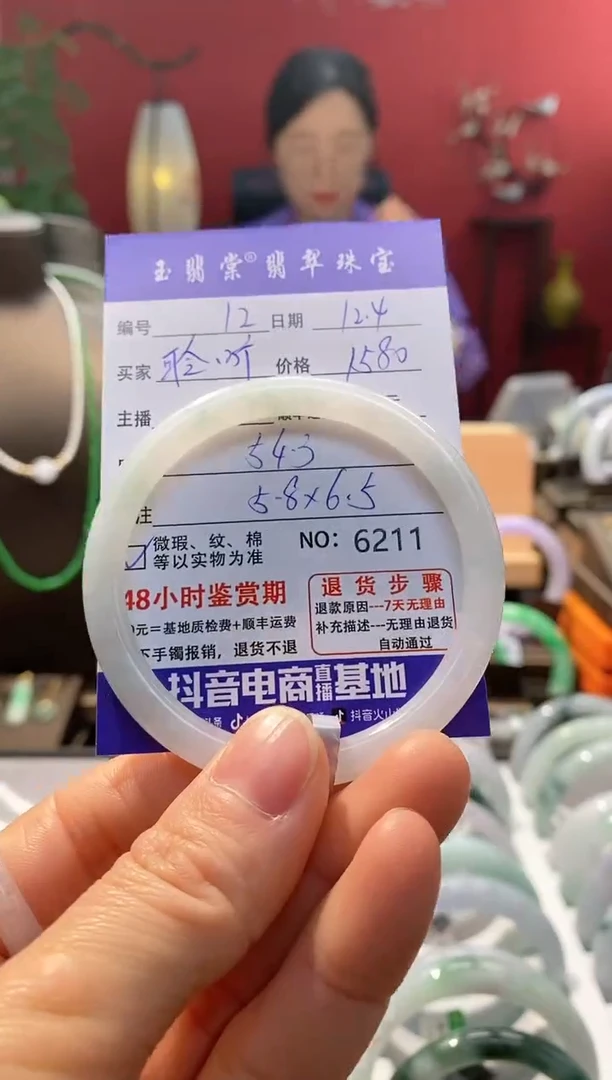 玉翡棠®翡翠珠宝
编号 12 日期 12.4
买家 聆听 价格 1580
主播
543
注 5.8×6.5
微瑕、纹、棉 NO: 6211
等以实物为准
48小时鉴赏期
元=基地质检费+顺丰运费
下手镯报销，退货不退
退货步骤
退款原因---7天无理由
补充描述---无理由退货
自动通过
抖音电商直播基地
抖音火山